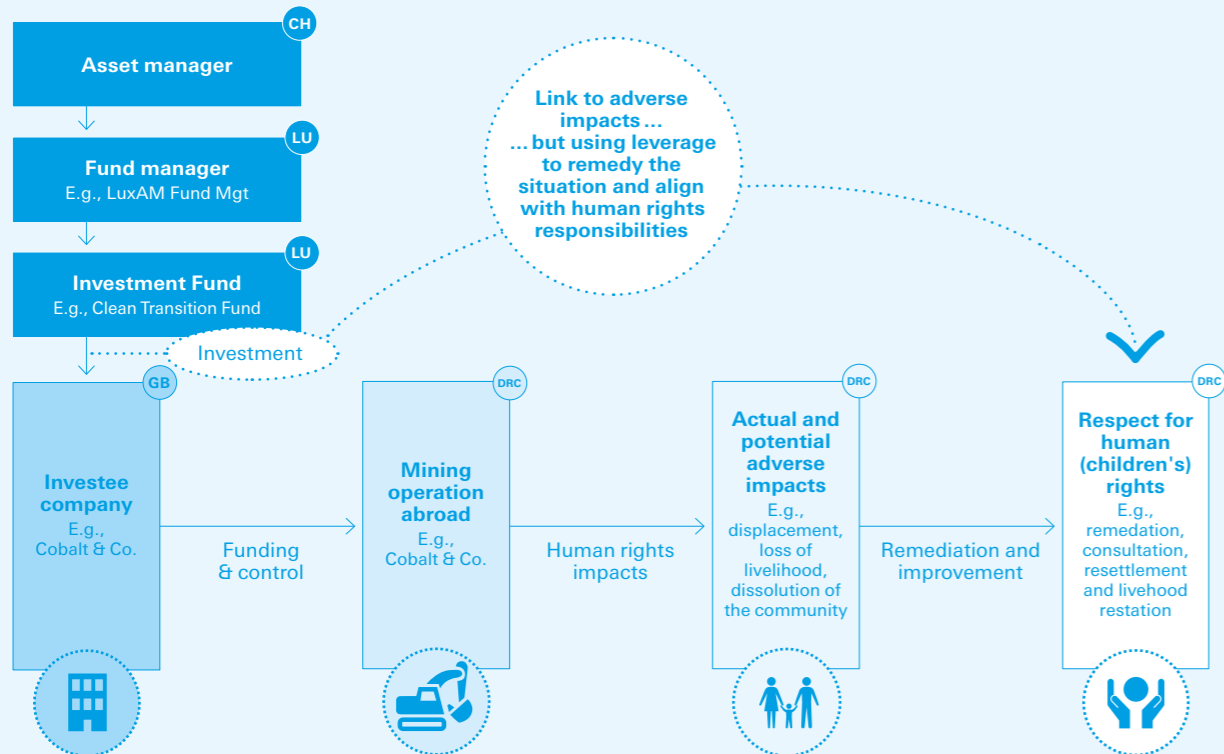 CH
Asset manager
LU
Fund manager
E.g., LuxAM Fund Mgt
LU
Investment Fund
E.g., Clean Transition Fund
Investment
Link to adverse
impacts ...
... but using leverage
to remedy the
situation and align
with human rights
responsibilities
GB
Investee
company
E.g.,
Cobalt & Co.
Funding
& control
DRC
Mining
operation
abroad
E.g.,
Cobalt & Co.
Human rights
impacts
DRC
Actual and
potential
adverse
impacts
E.g.,
displacement,
loss of
livelihood,
dissolution of
the community
Remediation and
improvement
DRC
Respect for
human
(children's)
rights
E.g.,
remedation,
consultation,
resettlement
and livehood
restation